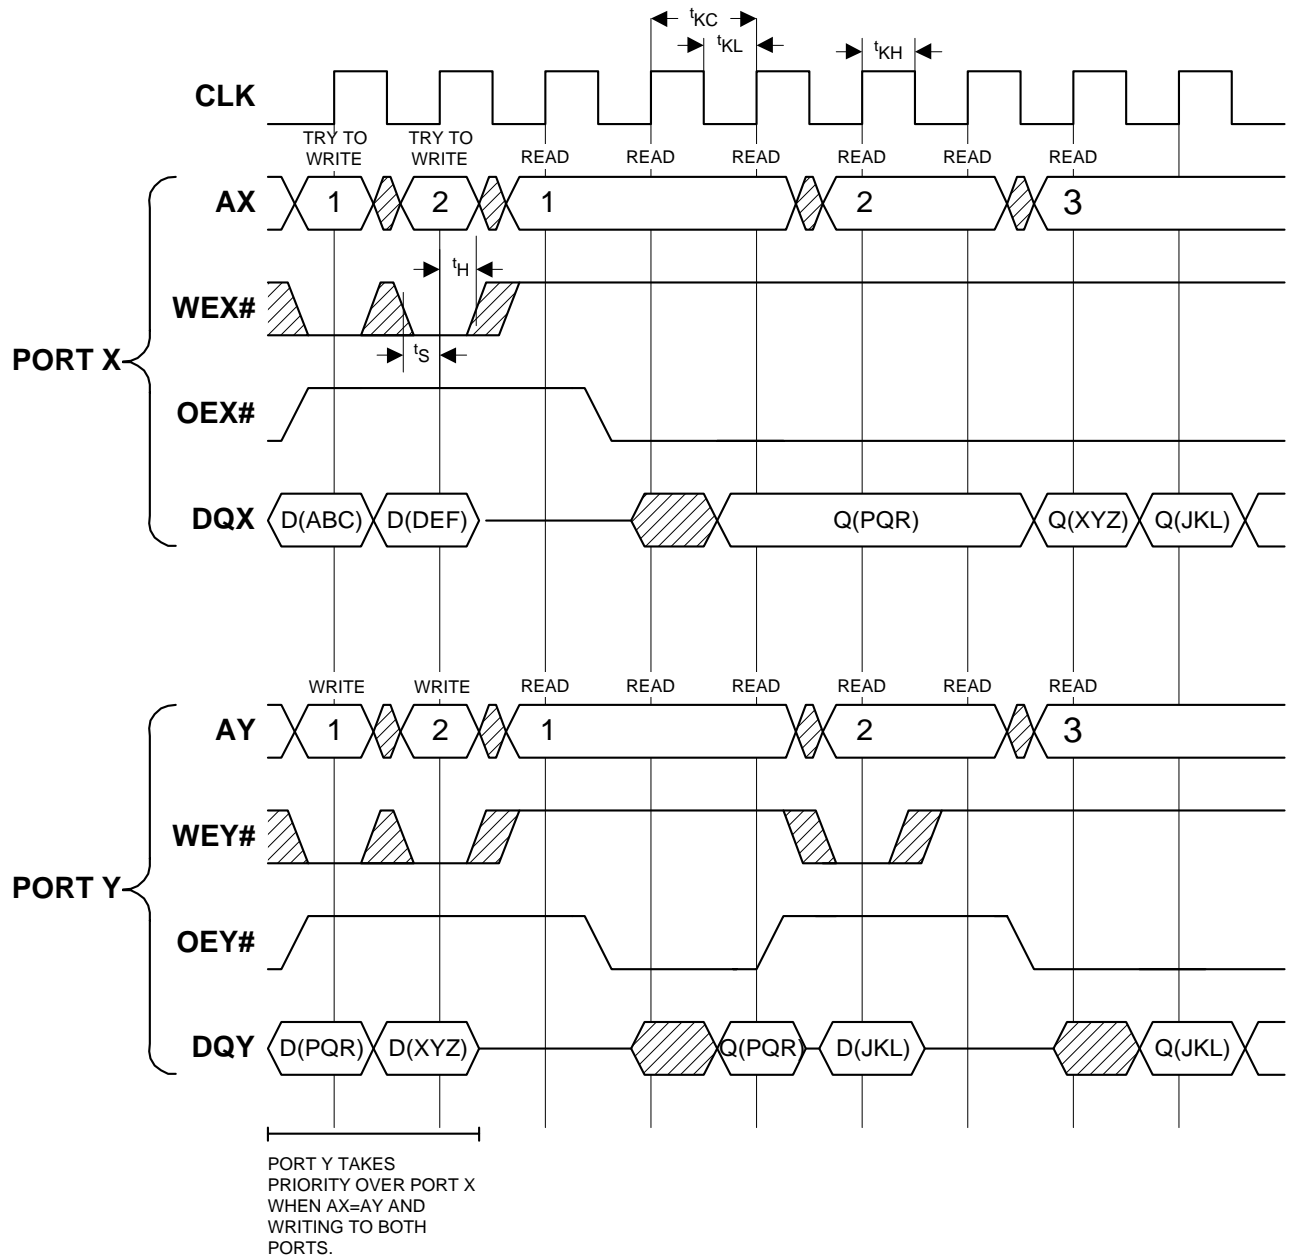 tKC
tKL
tKH
CLK
TRY TO WRITE TRY TO WRITE READ READ READ READ READ READ
AX 1 2 1 2 3
tH
WEX#
tS
PORT X
OEX#
DQX D(ABC) D(DEF) Q(PQR) Q(XYZ) Q(JKL)
WRITE WRITE READ READ READ READ READ READ
AY 1 2 1 2 3
WEY#
PORT Y
OEY#
DQY D(PQR) D(XYZ) Q(PQR) D(JKL) Q(JKL)
PORT Y TAKES
PRIORITY OVER PORT X
WHEN AX=AY AND
WRITING TO BOTH
PORTS.